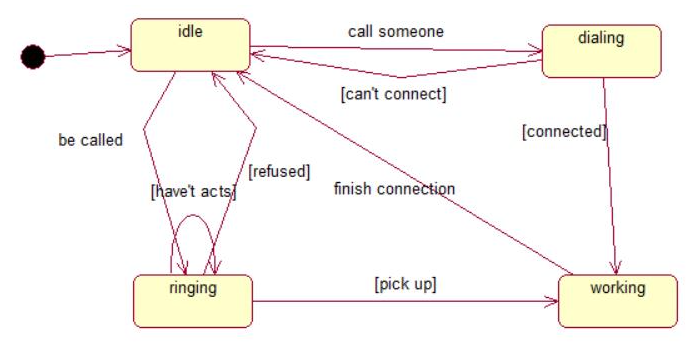 idle
call someone
dialing
[can't connect]
be called
[connected]
[refused]
[have't acts]
finish connection
ringing
[pick up]
working